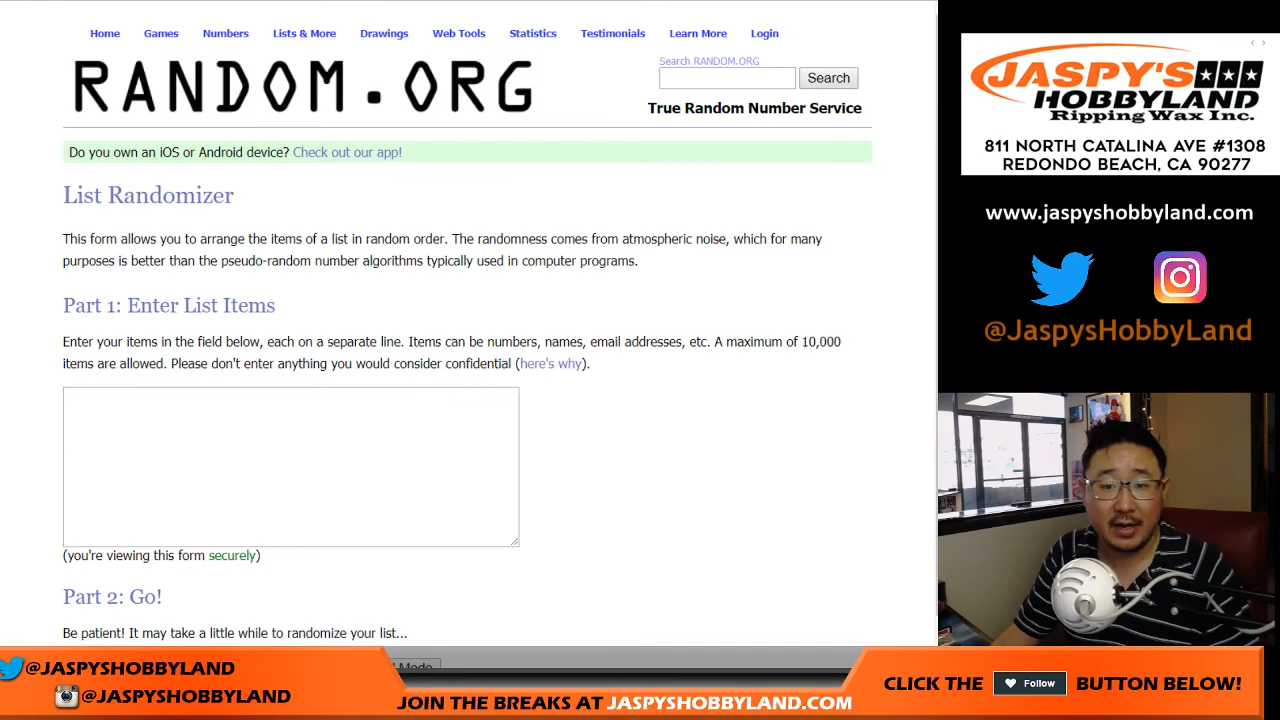 Home Games Numbers Lists & More Drawings Web Tools Statistics Testimonials Learn More Login
RANDOM.ORG
Search RANDOM.ORG
Search
True Random Number Service
Do you own an iOS or Android device? Check out our app!
List Randomizer
This form allows you to arrange the items of a list in random order. The randomness comes from atmospheric noise, which for many
purposes is better than the pseudo-random number algorithms typically used in computer programs.
Part 1: Enter List Items
Enter your items in the field below, each on a separate line. Items can be numbers, names, email addresses, etc. A maximum of 10,000
items are allowed. Please don't enter anything you would consider confidential (here's why).
(you're viewing this form securely)
Part 2: Go!
Be patient! It may take a little while to randomize your list...
JASPY'S
HOBBYLAND
Ripping Wax Inc.
811 NORTH CATALINA AVE #1308
REDONDO BEACH, CA 90277
www.jaspyshobbyland.com
@JaspysHobbyLand
@JASPYSHOBBYLAND
@JASPYSHOBBYLAND
JOIN THE BREAKS AT JASPYSHOBBYLAND.COM
CLICK THE Follow BUTTON BELOW!